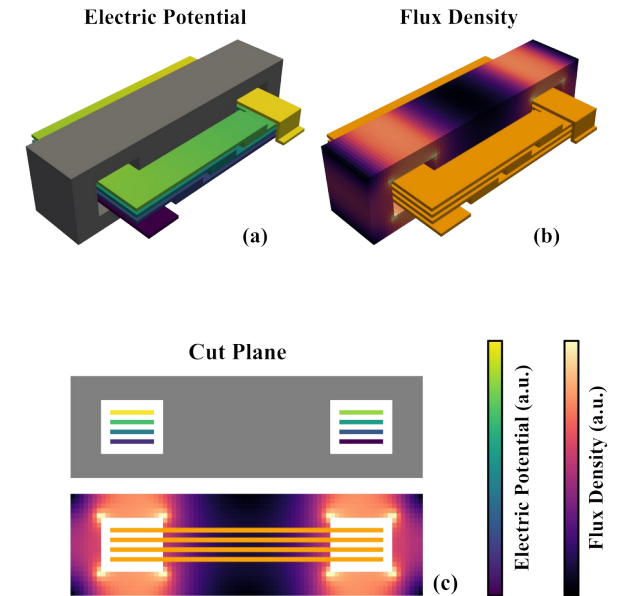 Electric Potential
Flux Density
(a)
(b)
Cut Plane
(c)
Electric Potential (a.u.)
Flux Density (a.u.)